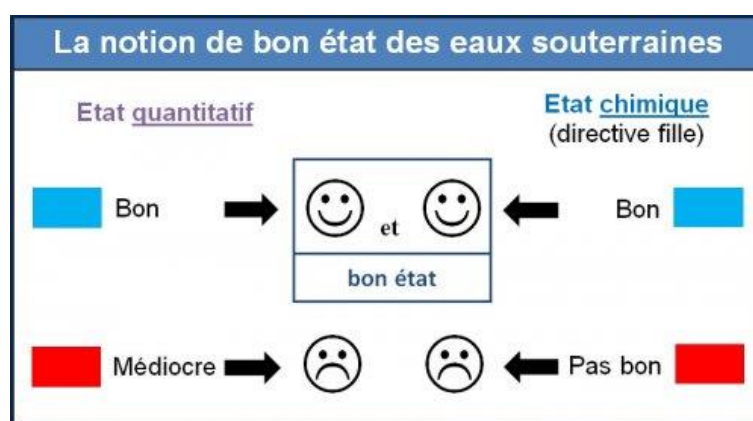 La notion de bon état des eaux souterraines
Etat quantitatif
Etat chimique
(directive fille)
Bon
et
Bon
bon état
Médiocre
Pas bon